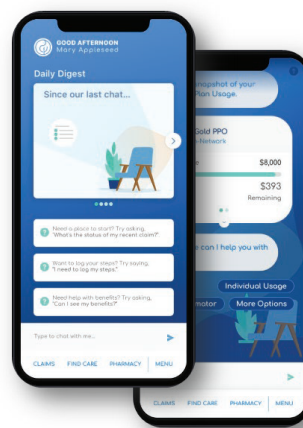 GOOD AFTERNOON
Mary Appleseed
Daily Digest
Since our last chat...
Need a place to start? Try asking,
"What's the status of my recent claim?"
Want to log your steps? Try saying,
"I need to log my steps."
Need help with benefits? Try asking,
"Can I see my benefits?"
Type to chat with me...
CLAIMS
FIND CARE
PHARMACY
MENU
snapshot of your
Plan Usage.
Gold PPO
$8,000
$393
Remaining
can I help you with
Individual Usage
More Options
CLAIMS
FIND CARE
PHARMACY
MENU